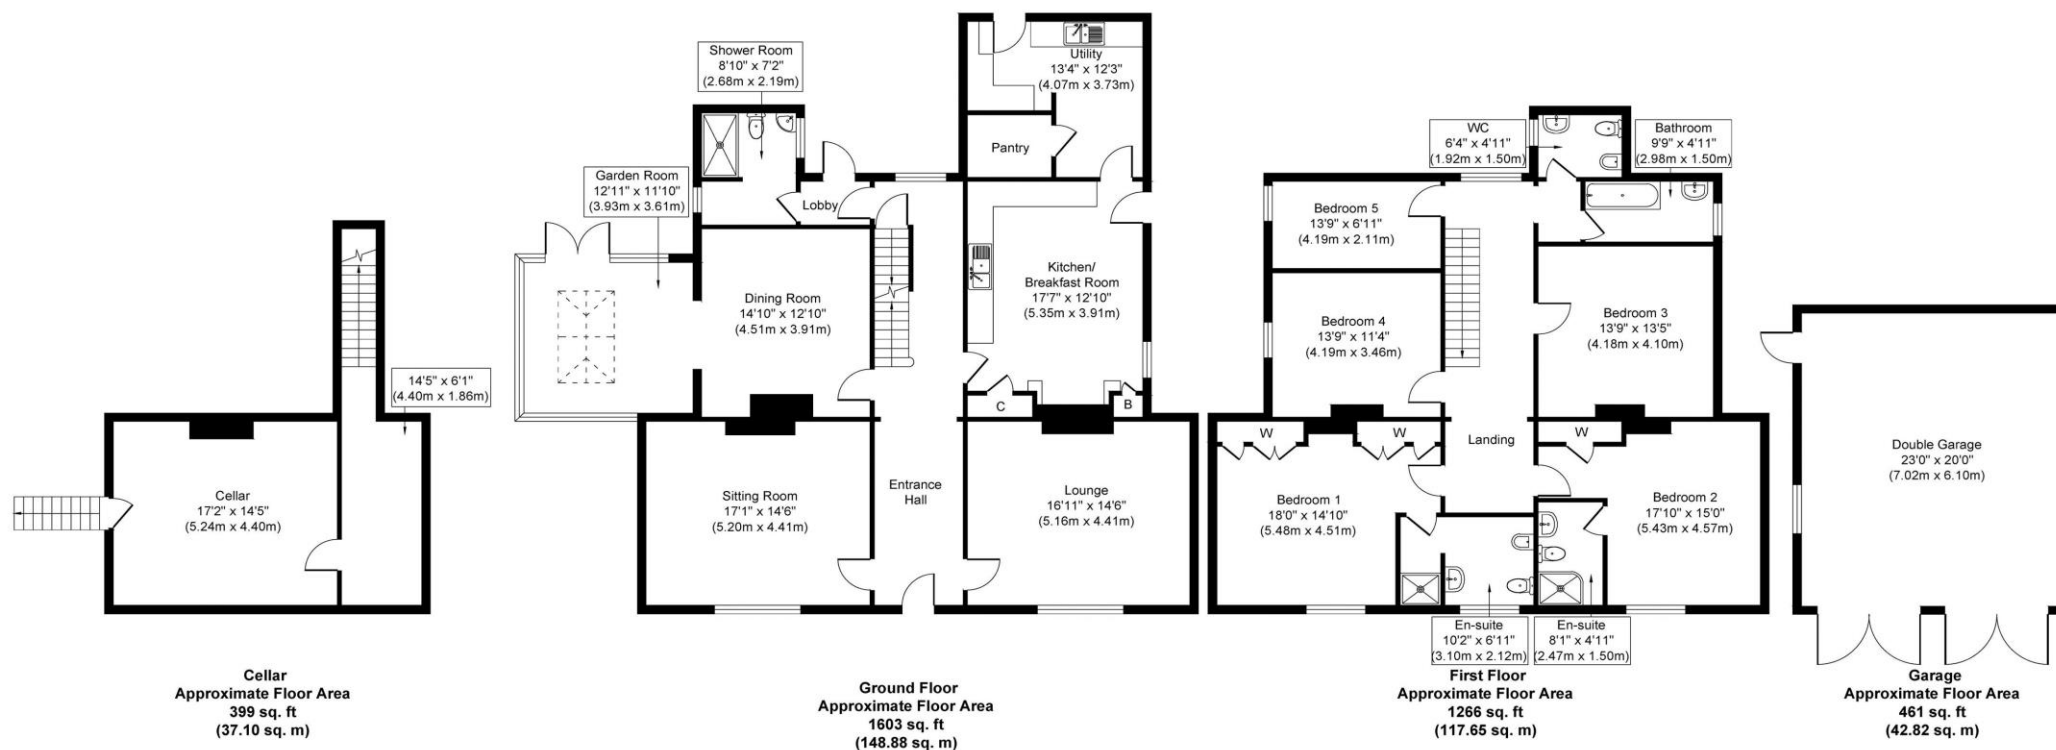 14'5" x 6'1"
(4.40m x 1.86m)
Cellar
17'2" x 14'5"
(5.24m x 4.40m)
Cellar
Approximate Floor Area
399 sq. ft
(37.10 sq. m)
Shower Room
8'10" x 7'2"
(2.68m x 2.19m)
Utility
13'4" x 12'3"
(4.07m x 3.73m)
Pantry
Garden Room
12'11" x 11'10"
(3.93m x 3.61m)
Lobby
Kitchen/
Breakfast Room
17'7" x 12'10"
(5.35m x 3.91m)
Dining Room
14'10" x 12'10"
(4.51m x 3.91m)
C
B
Sitting Room
17'1" x 14'6"
(5.20m x 4.41m)
Entrance
Hall
Lounge
16'11" x 14'6"
(5.16m x 4.41m)
Ground Floor
Approximate Floor Area
1603 sq. ft
(148.88 sq. m)
WC
6'4" x 4'11"
(1.92m x 1.50m)
Bathroom
9'9" x 4'11"
(2.98m x 1.50m)
Bedroom 5
13'9" x 6'11"
(4.19m x 2.11m)
Bedroom 4
13'9" x 11'4"
(4.19m x 3.46m)
Bedroom 3
13'9" x 13'5"
(4.18m x 4.10m)
W
W
Landing
W
Bedroom 1
18'0" x 14'10"
(5.48m x 4.51m)
Bedroom 2
17'10" x 15'0"
(5.43m x 4.57m)
En-suite
10'2" x 6'11"
(3.10m x 2.12m)
En-suite
8'1" x 4'11"
(2.47m x 1.50m)
First Floor
Approximate Floor Area
1266 sq. ft
(117.65 sq. m)
Double Garage
23'0" x 20'0"
(7.02m x 6.10m)
Garage
Approximate Floor Area
461 sq. ft
(42.82 sq. m)